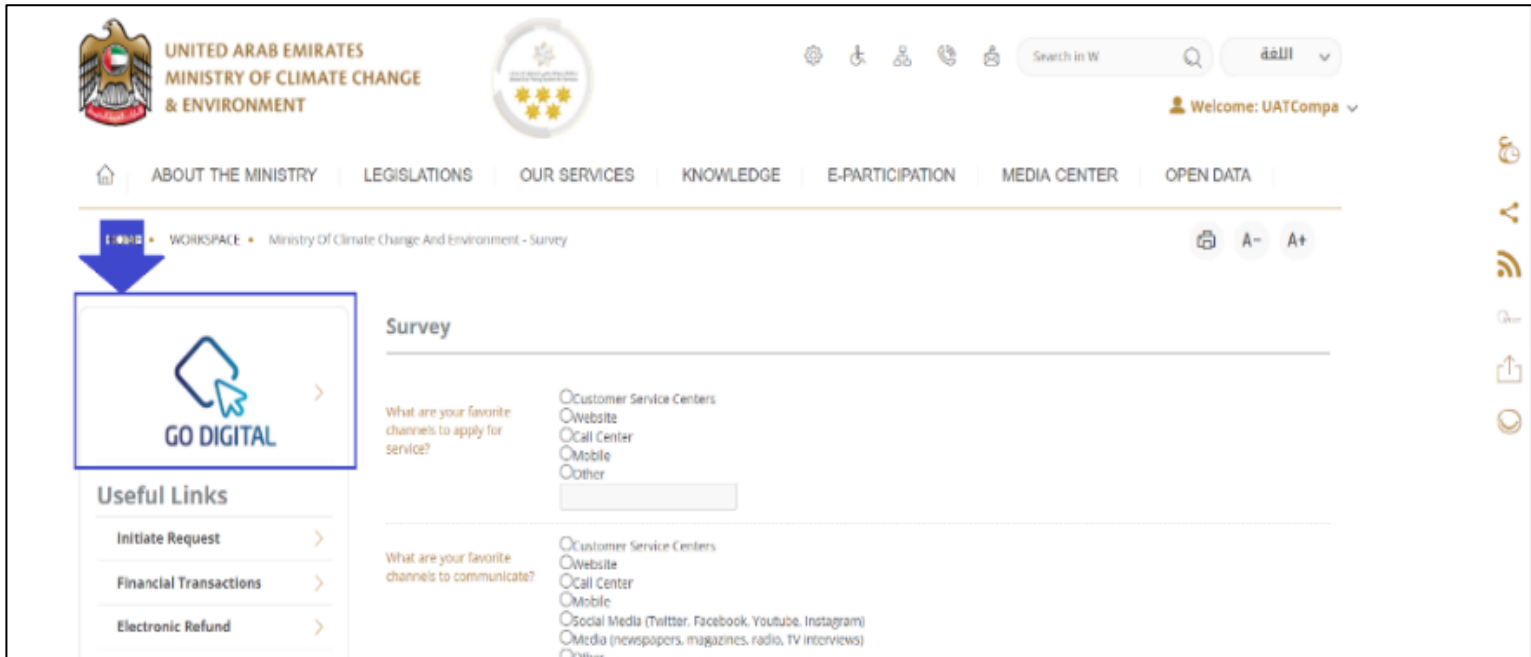 UNITED ARAB EMIRATES
MINISTRY OF CLIMATE CHANGE
& ENVIRONMENT
Search in W
اللغة
Welcome: UATCompa
ABOUT THE MINISTRY
LEGISLATIONS
OUR SERVICES
KNOWLEDGE
E-PARTICIPATION
MEDIA CENTER
OPEN DATA
WORKSPACE • Ministry Of Climate Change And Environment - Survey
A-
A+
GO DIGITAL
Useful Links
Initiate Request
Financial Transactions
Electronic Refund
Survey
What are your favorite
channels to apply for
service?
Customer Service Centers
Website
Call Center
Mobile
Other
What are your favorite
channels to communicate?
Customer Service Centers
Website
Call Center
Mobile
Social Media (Twitter, Facebook, Youtube, Instagram)
Media (newspapers, magazines, radio, TV interviews)
Other